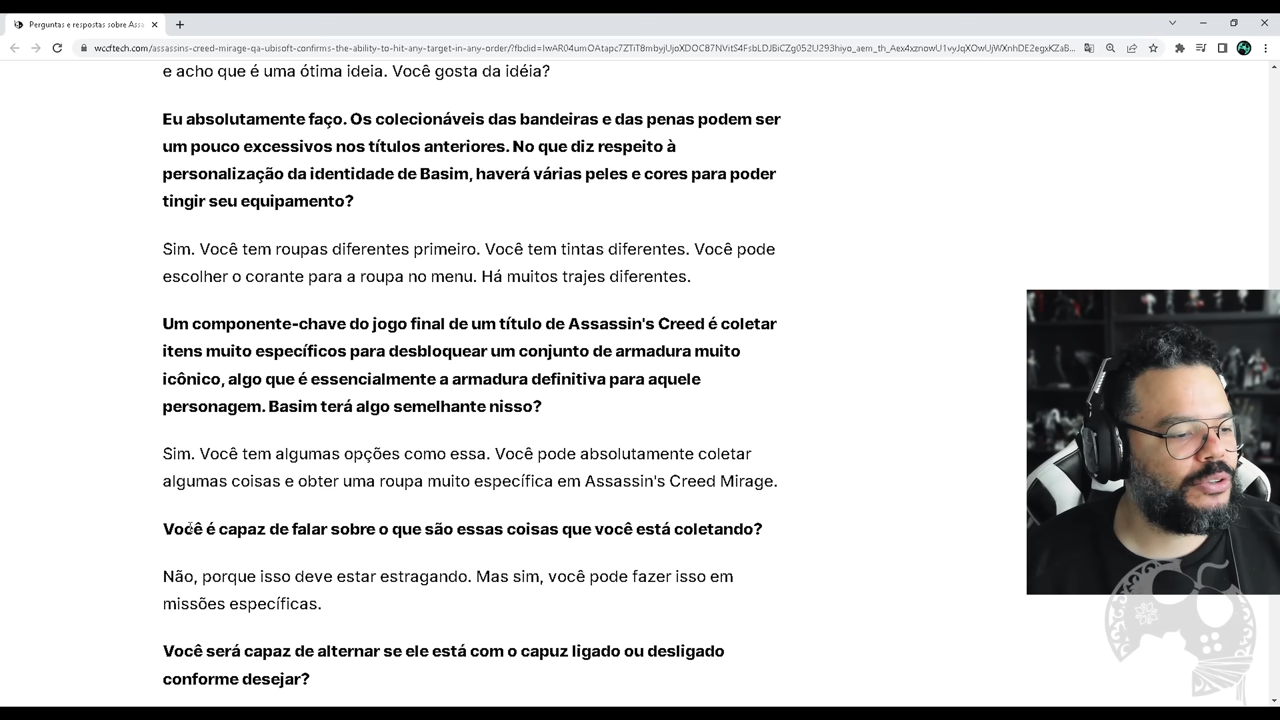 Perguntas e respostas sobre Assa
wccftech.com/assassins-creed-mirage-qa-ubisoft-confirms-the-ability-to-hit-any-target-in-any-order/?fbclid=
e acho que é uma ótima ideia. Você gosta da idéia?
Eu absolutamente faço. Os colecionáveis das bandeiras e das penas podem ser
um pouco excessivos nos títulos anteriores. No que diz respeito à
personalização da identidade de Basim, haverá várias peles e cores para poder
tingir seu equipamento?
Sim. Você tem roupas diferentes primeiro. Você tem tintas diferentes. Você pode
escolher o corante para a roupa no menu. Há muitos trajes diferentes.
Um componente-chave do jogo final de um título de Assassin's Creed é coletar
itens muito específicos para desbloquear um conjunto de armadura muito
icônico, algo que é essencialmente a armadura definitiva para aquele
personagem. Basim terá algo semelhante nisso?
Sim. Você tem algumas opções como essa. Você pode absolutamente coletar
algumas coisas e obter uma roupa muito específica em Assassin's Creed Mirage.
Você é capaz de falar sobre o que são essas coisas que você está coletando?
Não, porque isso deve estar estragando. Mas sim, você pode fazer isso em
missões específicas.
Você será capaz de alternar se ele está com o capuz ligado ou desligado
conforme desejar?